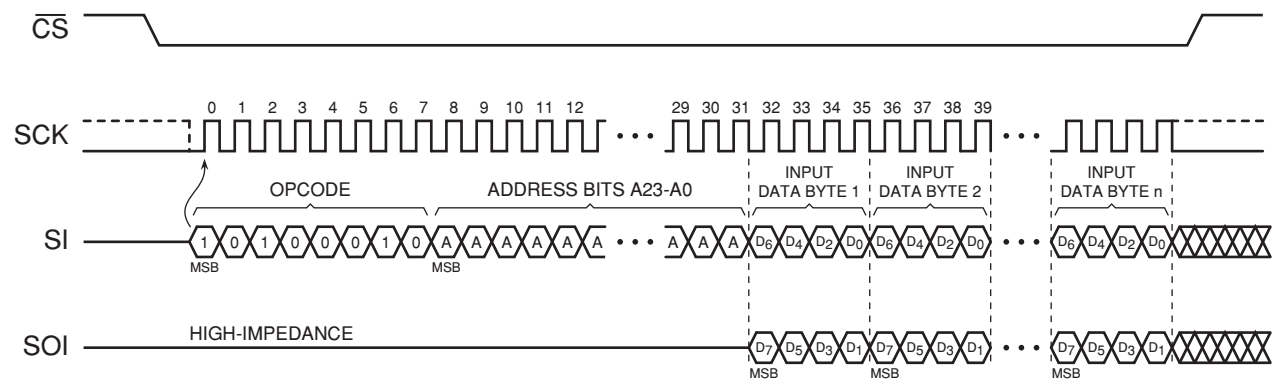 CS
0 1 2 3 4 5 6 7 8 9 10 11 12 29 30 31 32 33 34 35 36 37 38 39
SCK
OPCODE
ADDRESS BITS A23-A0
INPUT
DATA BYTE 1
INPUT
DATA BYTE 2
INPUT
DATA BYTE n
SI 1 0 1 0 0 0 1 0 A A A A A A A A A D6 D4 D2 D0 D6 D4 D2 D0 D6 D4 D2 D0
MSB MSB
HIGH-IMPEDANCE
SOI D7 D5 D3 D1 D7 D5 D3 D1 D7 D5 D3 D1
MSB MSB MSB